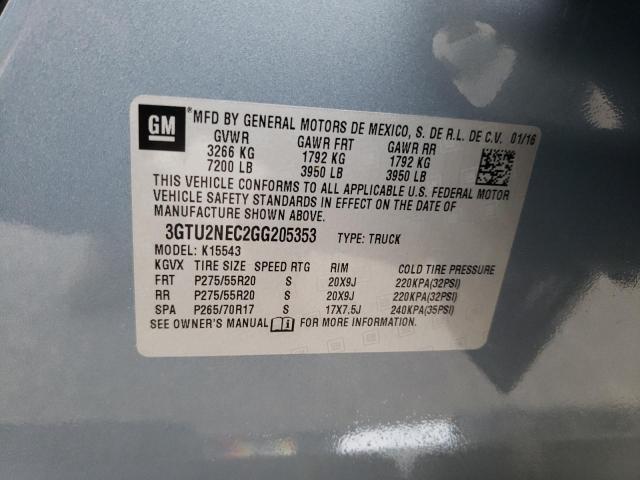 GM ®MFD BY GENERAL MOTORS DE MEXICO, S. DE R.L. DE C.V. 01/16
GVWR GAWR FRT GAWR RR
3266 KG 1792 KG 1792 KG
7200 LB 3950 LB 3950 LB
THIS VEHICLE CONFORMS TO ALL APPLICABLE U.S. FEDERAL MOTOR
VEHICLE SAFETY STANDARDS IN EFFECT ON THE DATE OF
MANUFACTURE SHOWN ABOVE.
3GTU2NEC2GG205353 TYPE: TRUCK
MODEL: K15543
KGVX TIRE SIZE SPEED RTG RIM COLD TIRE PRESSURE
FRT P275/55R20 S 20X9J 220KPA(32PSI)
RR P275/55R20 S 20X9J 220KPA(32PSI)
SPA P265/70R17 S 17X7.5J 240KPA(35PSI)
SEE OWNER'S MANUAL FOR MORE INFORMATION.